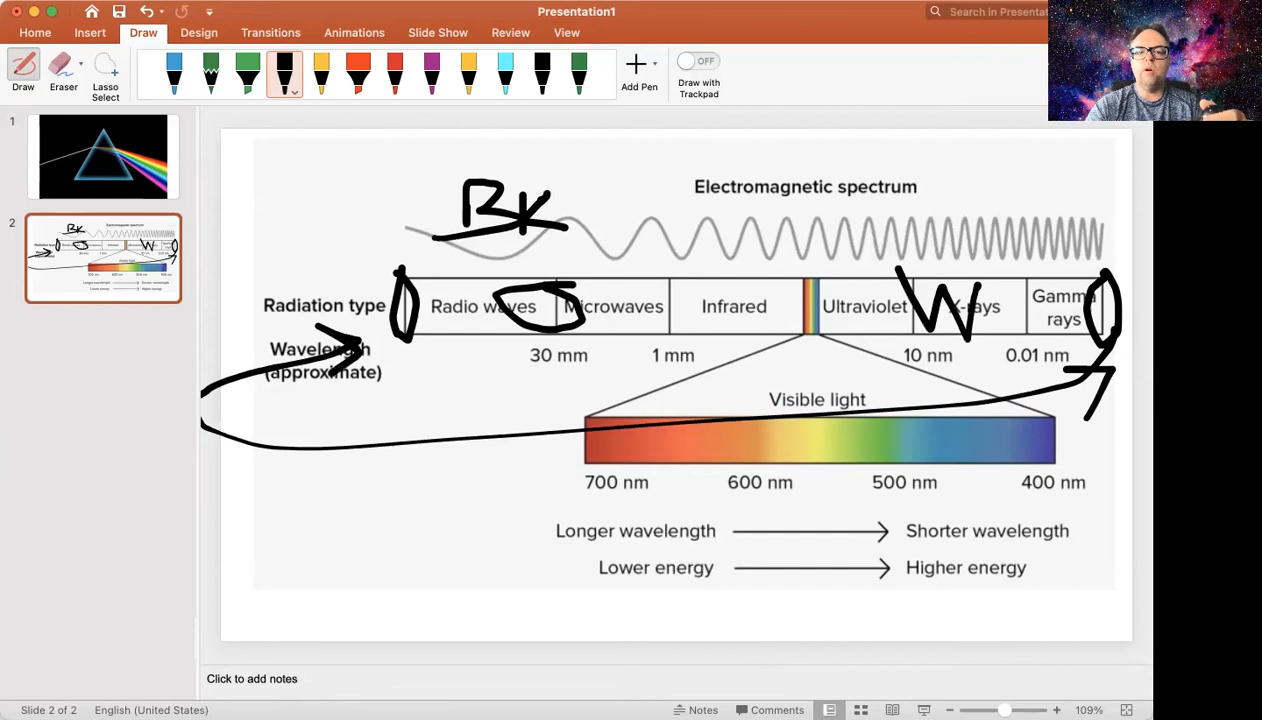 Presentation1
Search in Presentat
Home Insert Draw Design Transitions Animations Slide Show Review View
Draw Eraser Lasso Select Add Pen OFF Draw with Trackpad
1
2
Electromagnetic spectrum
BK
Radiation type Radio waves Microwaves Infrared Ultraviolet X-rays Gamma rays
W
Wavelength (approximate) 30 mm 1 mm 10 nm 0.01 nm
Visible light
700 nm 600 nm 500 nm 400 nm
Longer wavelength Shorter wavelength
Lower energy Higher energy
Click to add notes
Slide 2 of 2 English (United States) Notes Comments 109%